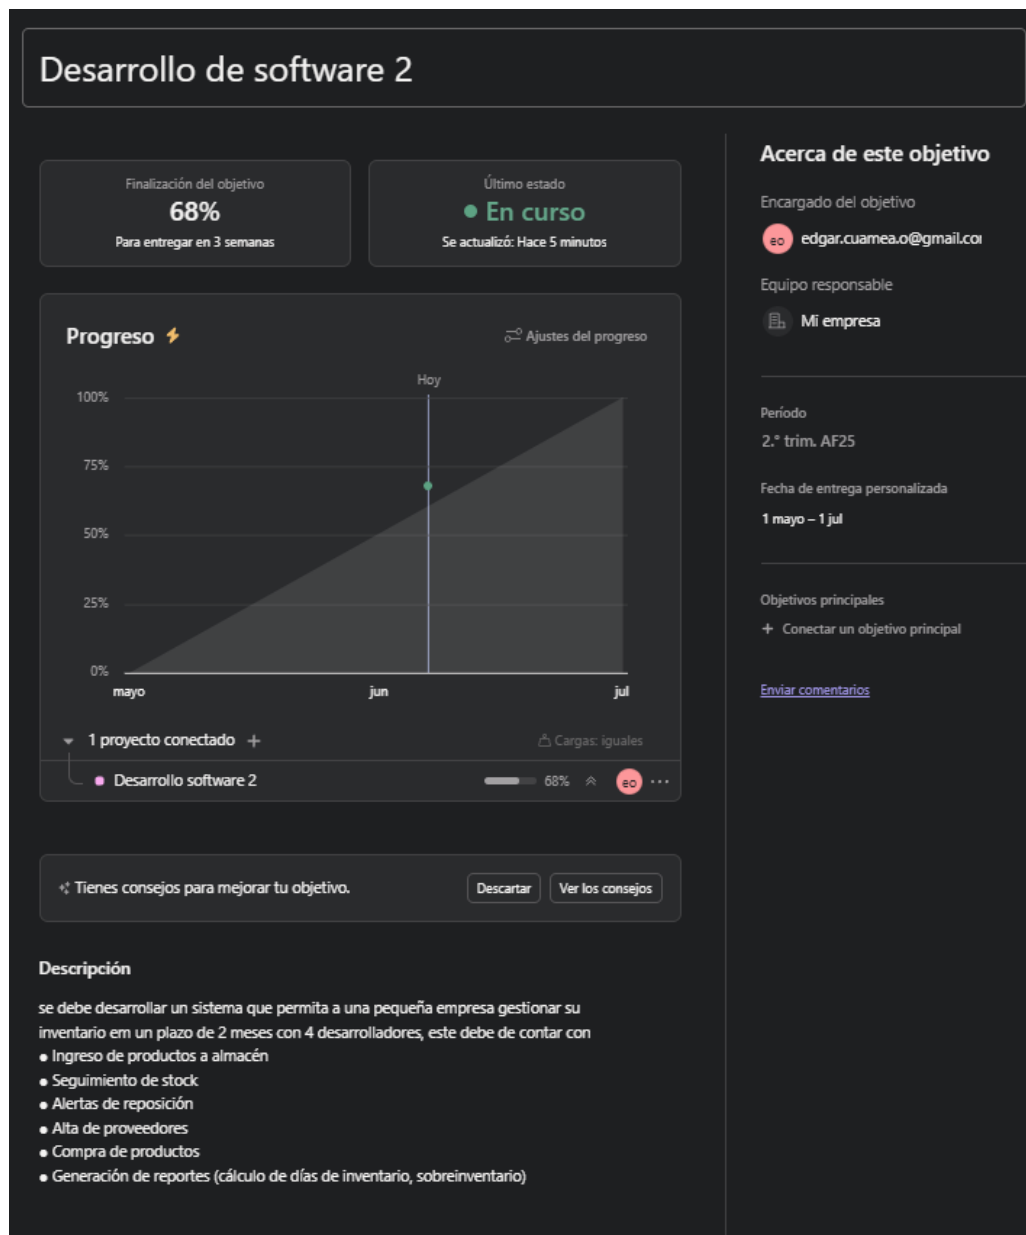 Desarrollo de software 2
Finalización del objetivo
68%
Para entregar en 3 semanas
Último estado
En curso
Se actualizó: Hace 5 minutos
Progreso
Ajustes del progreso
Hoy
100%
75%
50%
25%
0%
mayo
jun
jul
1 proyecto conectado
Cargas: iguales
Desarrollo software 2
68%
eo
Tienes consejos para mejorar tu objetivo.
Descartar
Ver los consejos
Descripción
se debe desarrollar un sistema que permita a una pequeña empresa gestionar su
inventario em un plazo de 2 meses con 4 desarrolladores, este debe de contar con
● Ingreso de productos a almacén
● Seguimiento de stock
● Alertas de reposición
● Alta de proveedores
● Compra de productos
● Generación de reportes (cálculo de días de inventario, sobreinventario)
Acerca de este objetivo
Encargado del objetivo
eo
edgar.cuamea.o@gmail.co
Equipo responsable
Mi empresa
Período
2.° trim. AF25
Fecha de entrega personalizada
1 mayo – 1 jul
Objetivos principales
+ Conectar un objetivo principal
Enviar comentarios